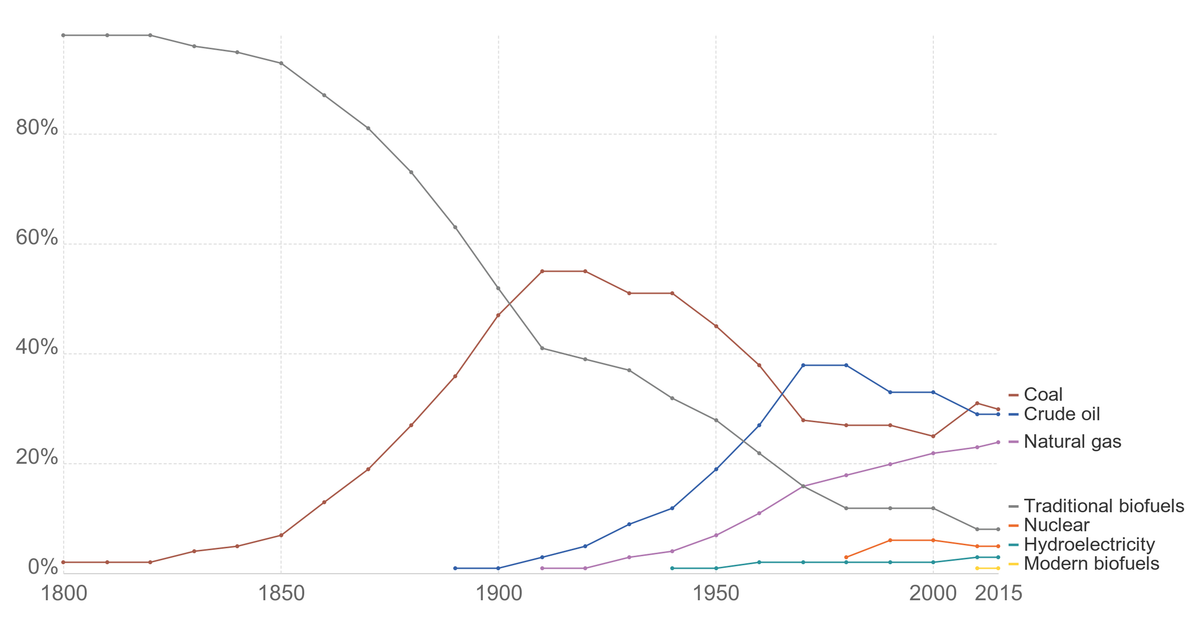 80%
60%
40%
20%
0%
1800 1850 1900 1950 2000 2015
Coal
Crude oil
Natural gas
Traditional biofuels
Nuclear
Hydroelectricity
Modern biofuels